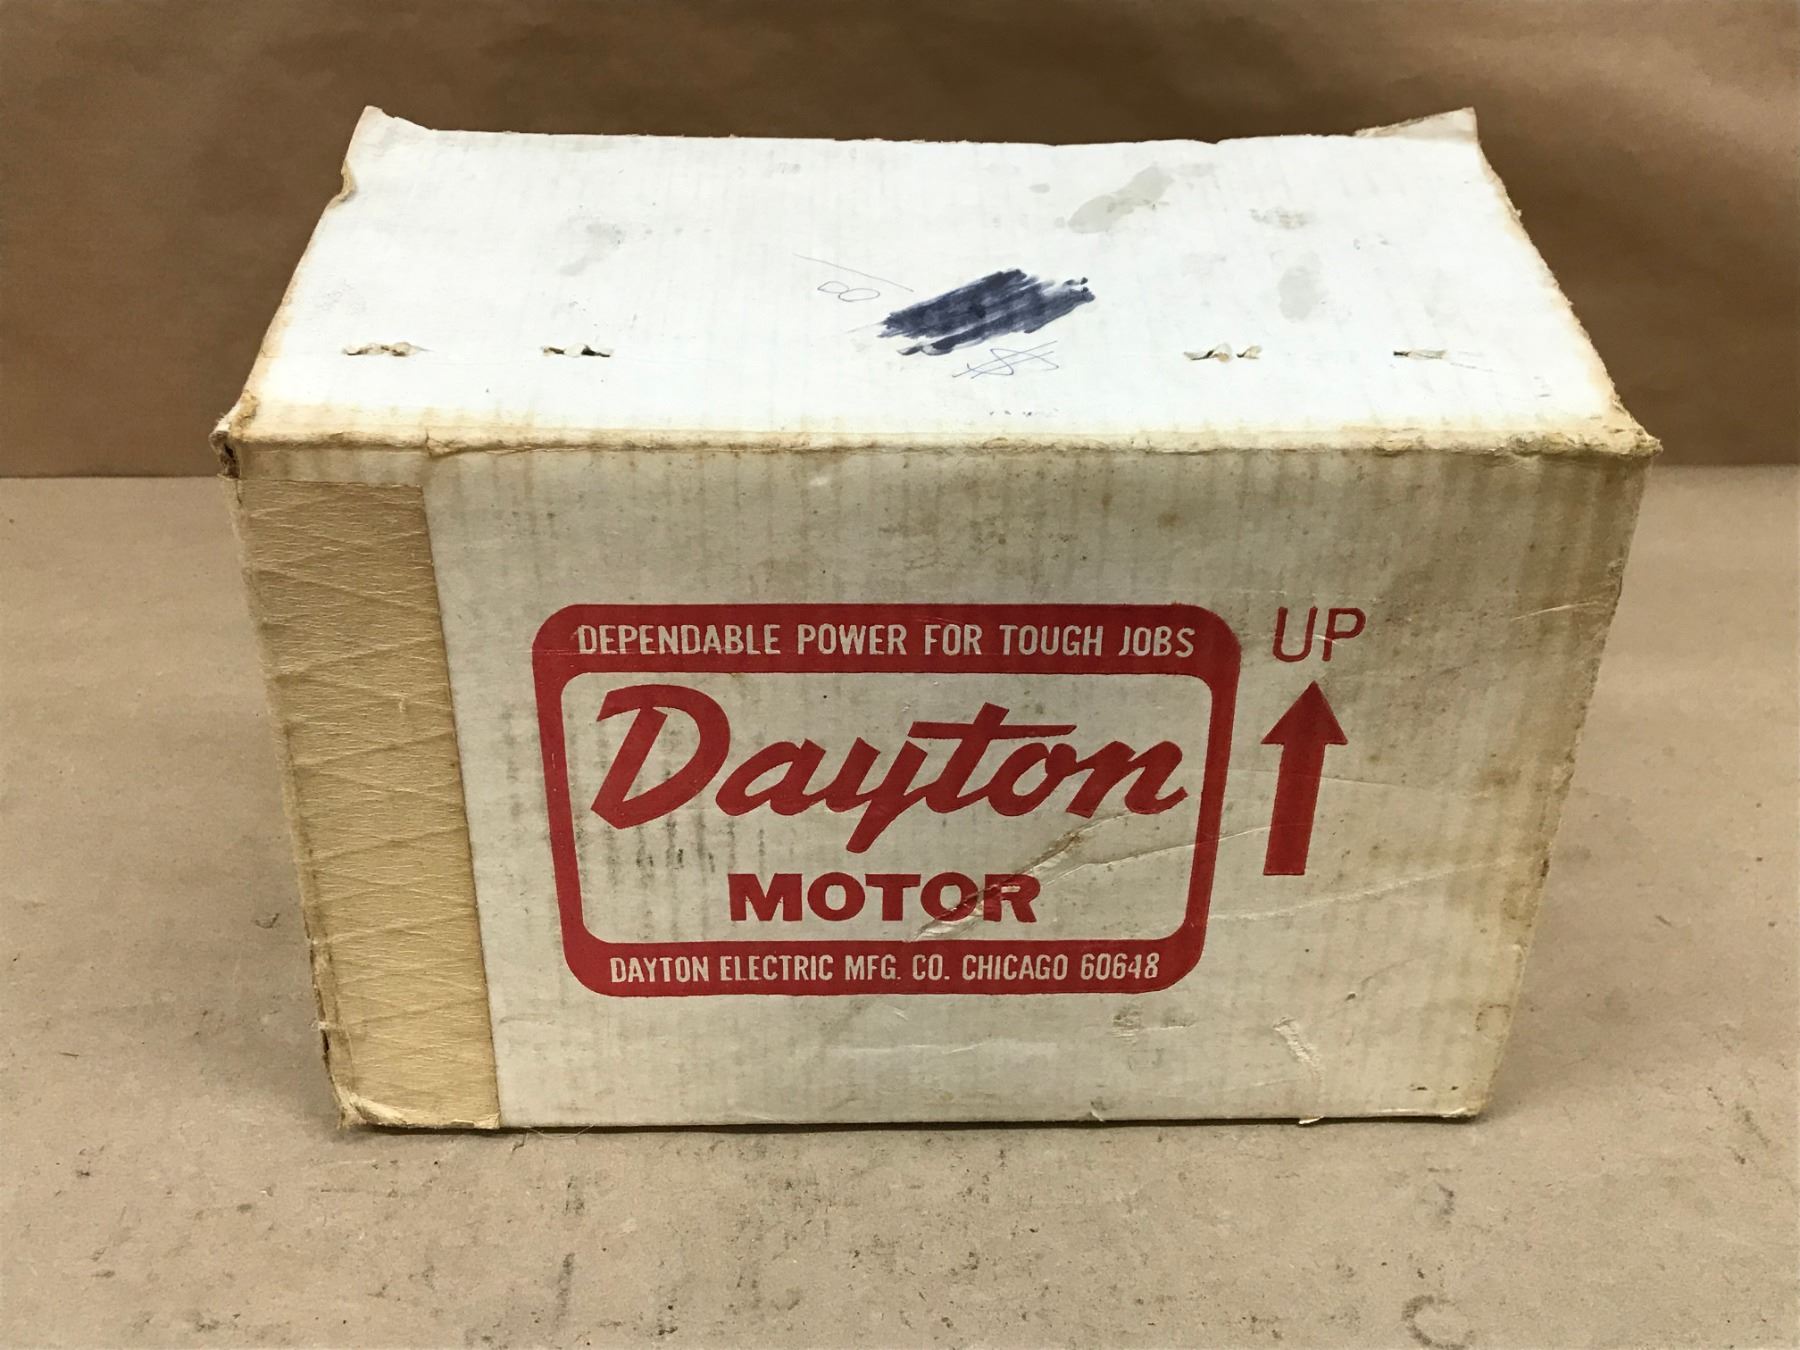 DEPENDABLE POWER FOR TOUGH JOBS
Dayton
MOTOR
DAYTON ELECTRIC MFG. CO. CHICAGO 60648
UP